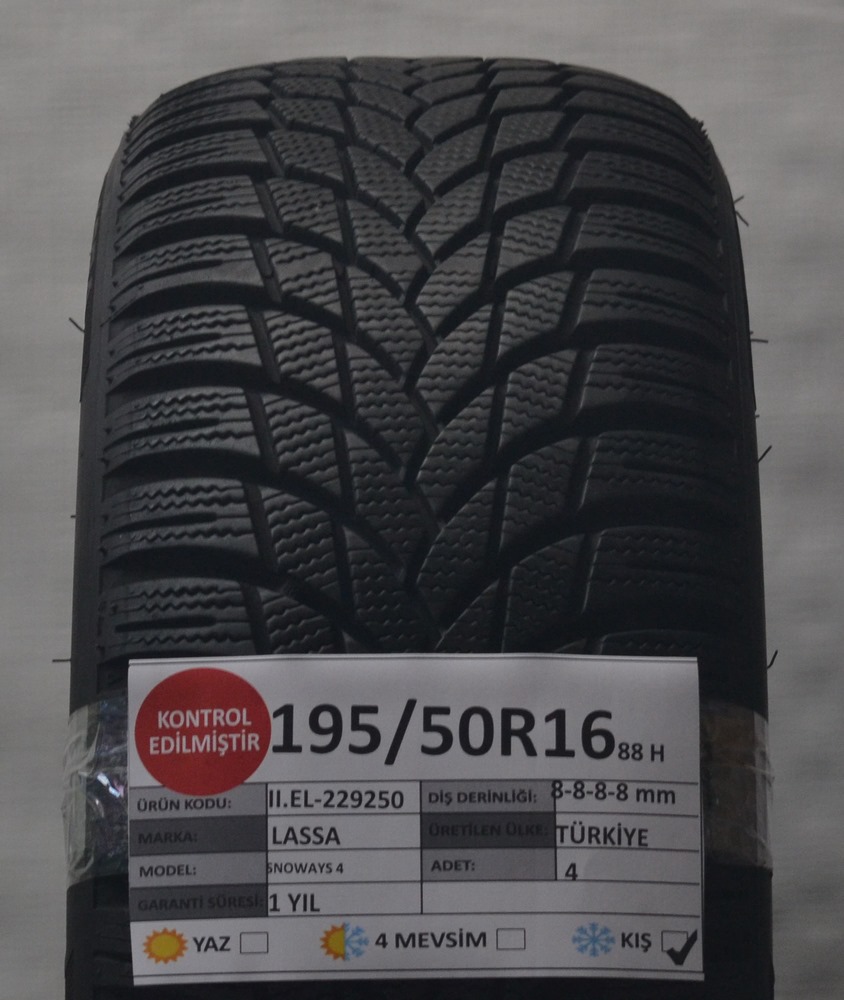 KONTROL
EDİLMİŞTİR
195/50R16 88 H
ÜRÜN KODU: II.EL-229250 DİŞ DERİNLİĞİ: 8-8-8-8 mm
MARKA: LASSA ÜRETİLEN ÜLKE: TÜRKİYE
MODEL: SNOWAYS 4 ADET: 4
GARANTİ SÜRESİ: 1 YIL
YAZ 4 MEVSİM KIŞ